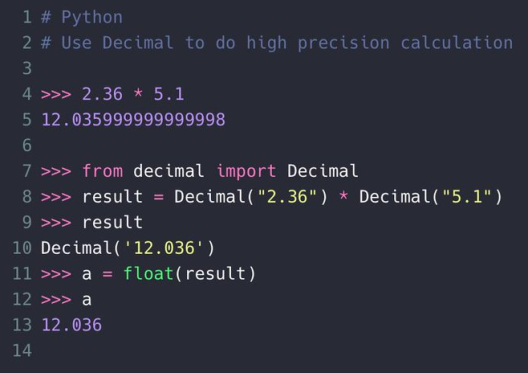 1 # Python
2 # Use Decimal to do high precision calculation
3
4 >>> 2.36 * 5.1
5 12.035999999999998
6
7 >>> from decimal import Decimal
8 >>> result = Decimal("2.36") * Decimal("5.1")
9 >>> result
10 Decimal('12.036')
11 >>> a = float(result)
12 >>> a
13 12.036
14